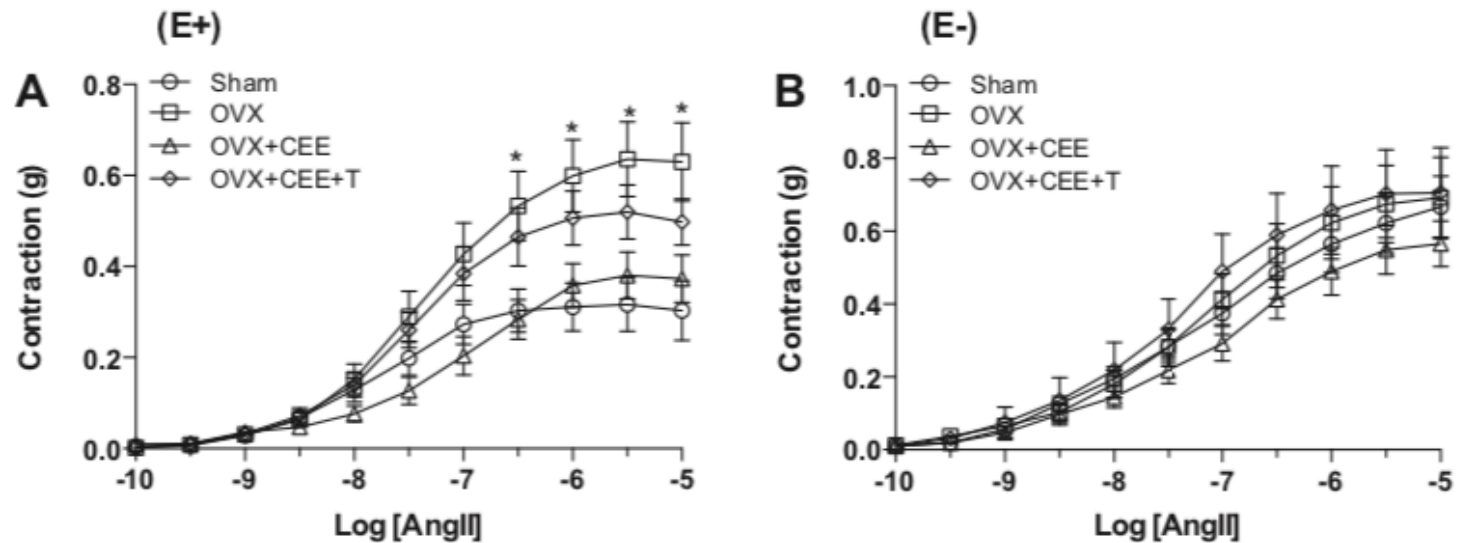 (E+)
A
Sham
OVX
OVX+CEE
OVX+CEE+T
* * * *
0.8
0.6
0.4
0.2
0.0
Contraction (g)
-10 -9 -8 -7 -6 -5
Log [AngII]
(E-)
B
Sham
OVX
OVX+CEE
OVX+CEE+T
1.0
0.8
0.6
0.4
0.2
0.0
Contraction (g)
-10 -9 -8 -7 -6 -5
Log [AngII]